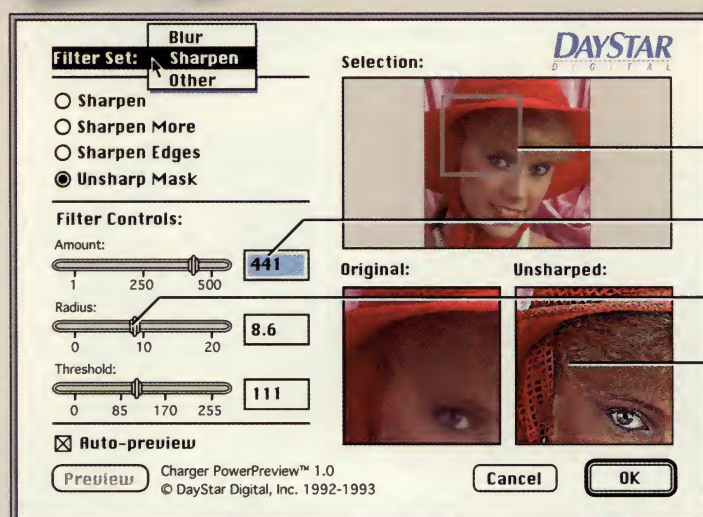 Blur
Filter Set: Sharpen
Other
DAYSTAR
DIGITAL
Selection:
Sharpen
Sharpen More
Sharpen Edges
Unsharp Mask
Filter Controls:
Amount:
441
1 250 500
Radius:
8.6
0 10 20
Threshold:
111
0 85 170 255
Original:
Unsharped:
Auto-preview
Preview
Charger PowerPreview™ 1.0
© DayStar Digital, Inc. 1992-1993
Cancel
OK